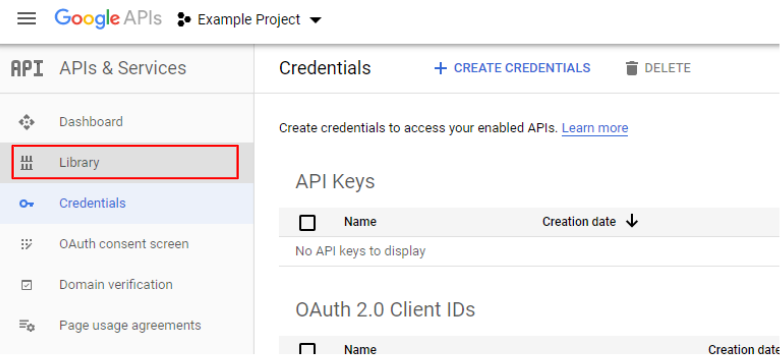 Google APIs Example Project
API APIs & Services
Credentials + CREATE CREDENTIALS DELETE
Dashboard
Library
Credentials
OAuth consent screen
Domain verification
Page usage agreements
Create credentials to access your enabled APIs. Learn more
API Keys
Name Creation date
No API keys to display
OAuth 2.0 Client IDs
Name Creation date